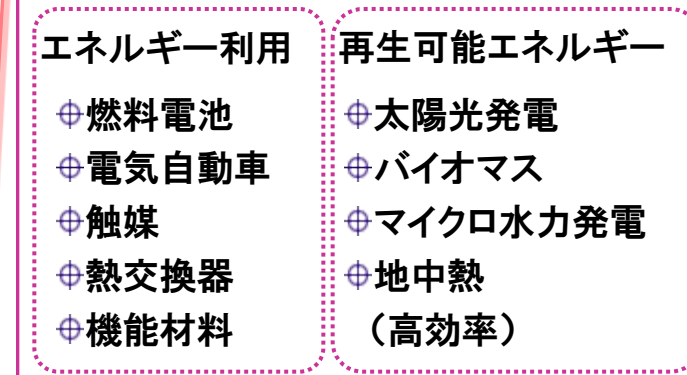 エネルギー利用
燃料電池
電気自動車
触媒
熱交換器
機能材料
再生可能エネルギー
太陽光発電
バイオマス
マイクロ水力発電
地中熱
（高効率）